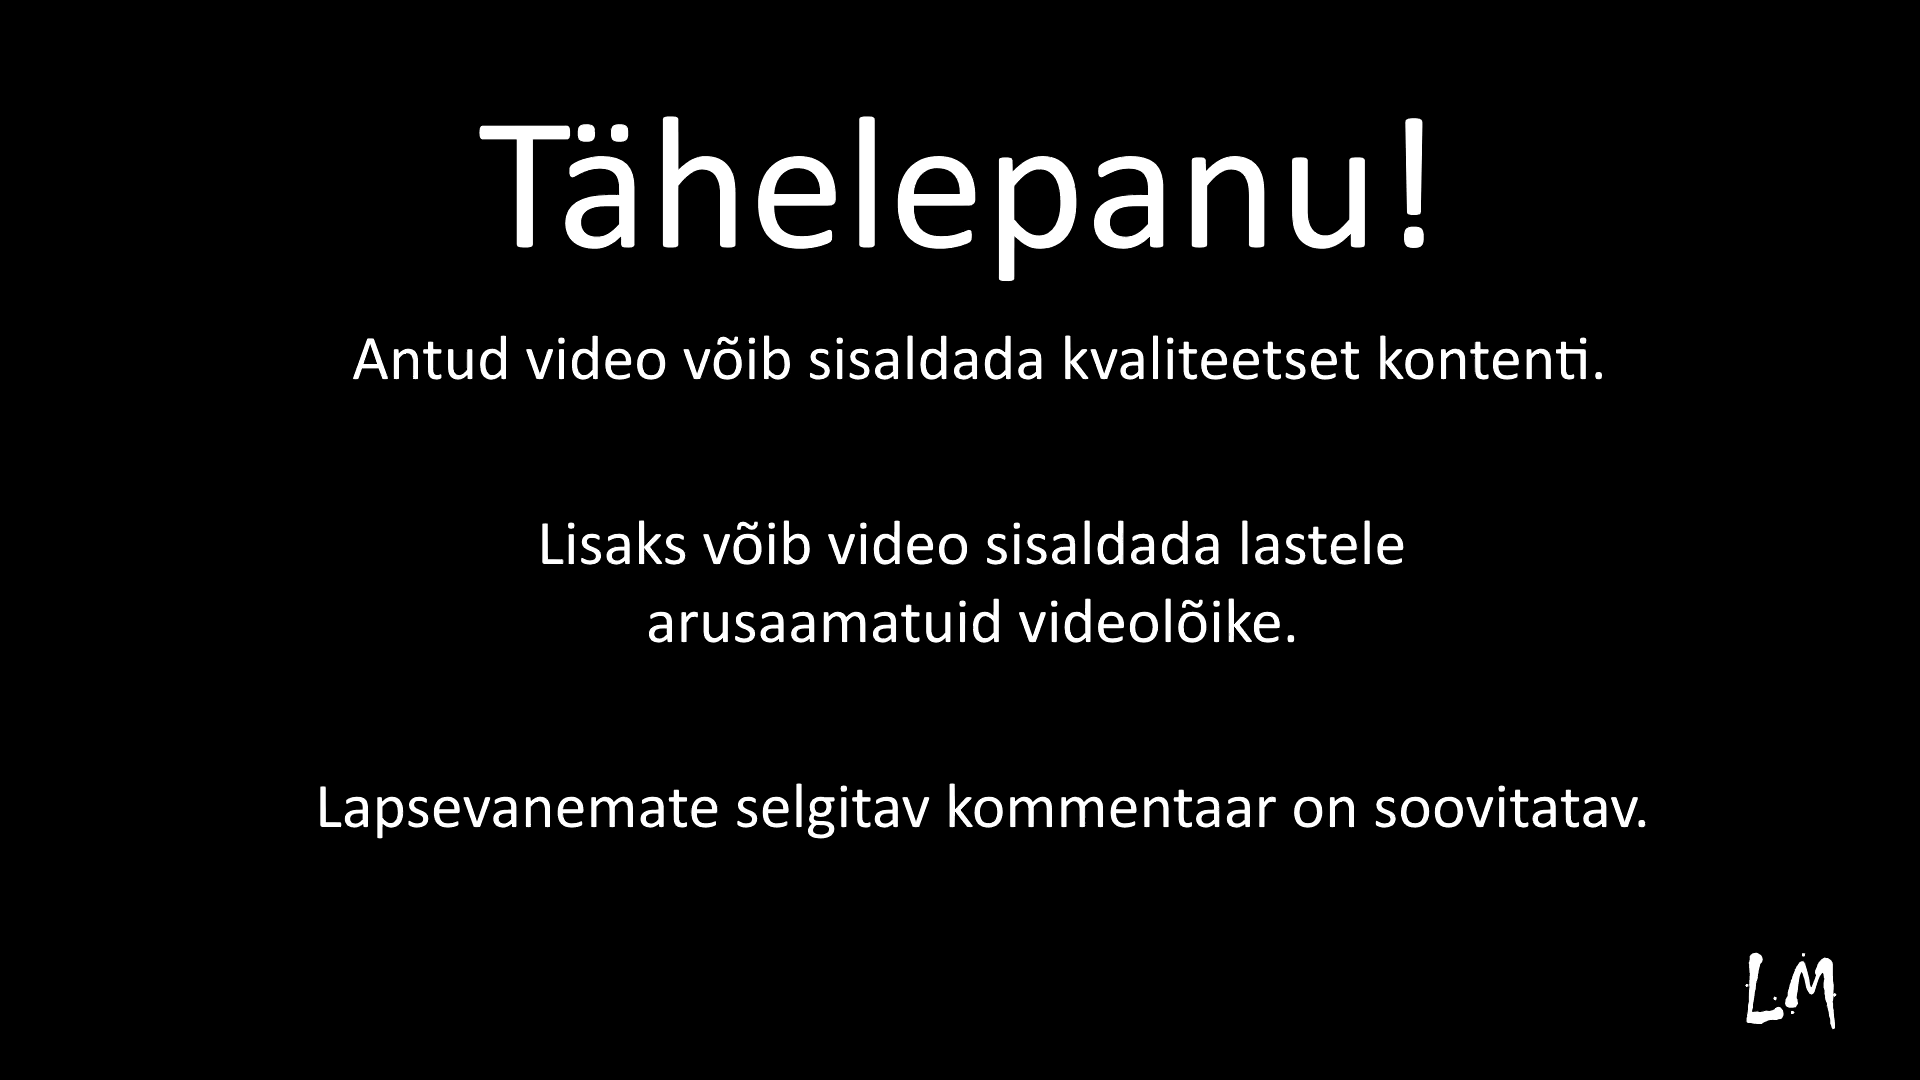 Tähelepanu!
Antud video võib sisaldada kvaliteetset kontenti.
Lisaks võib video sisaldada lastele
arusaamatuid videolõike.
Lapsevanemate selgitav kommentaar on soovitatav.
LM